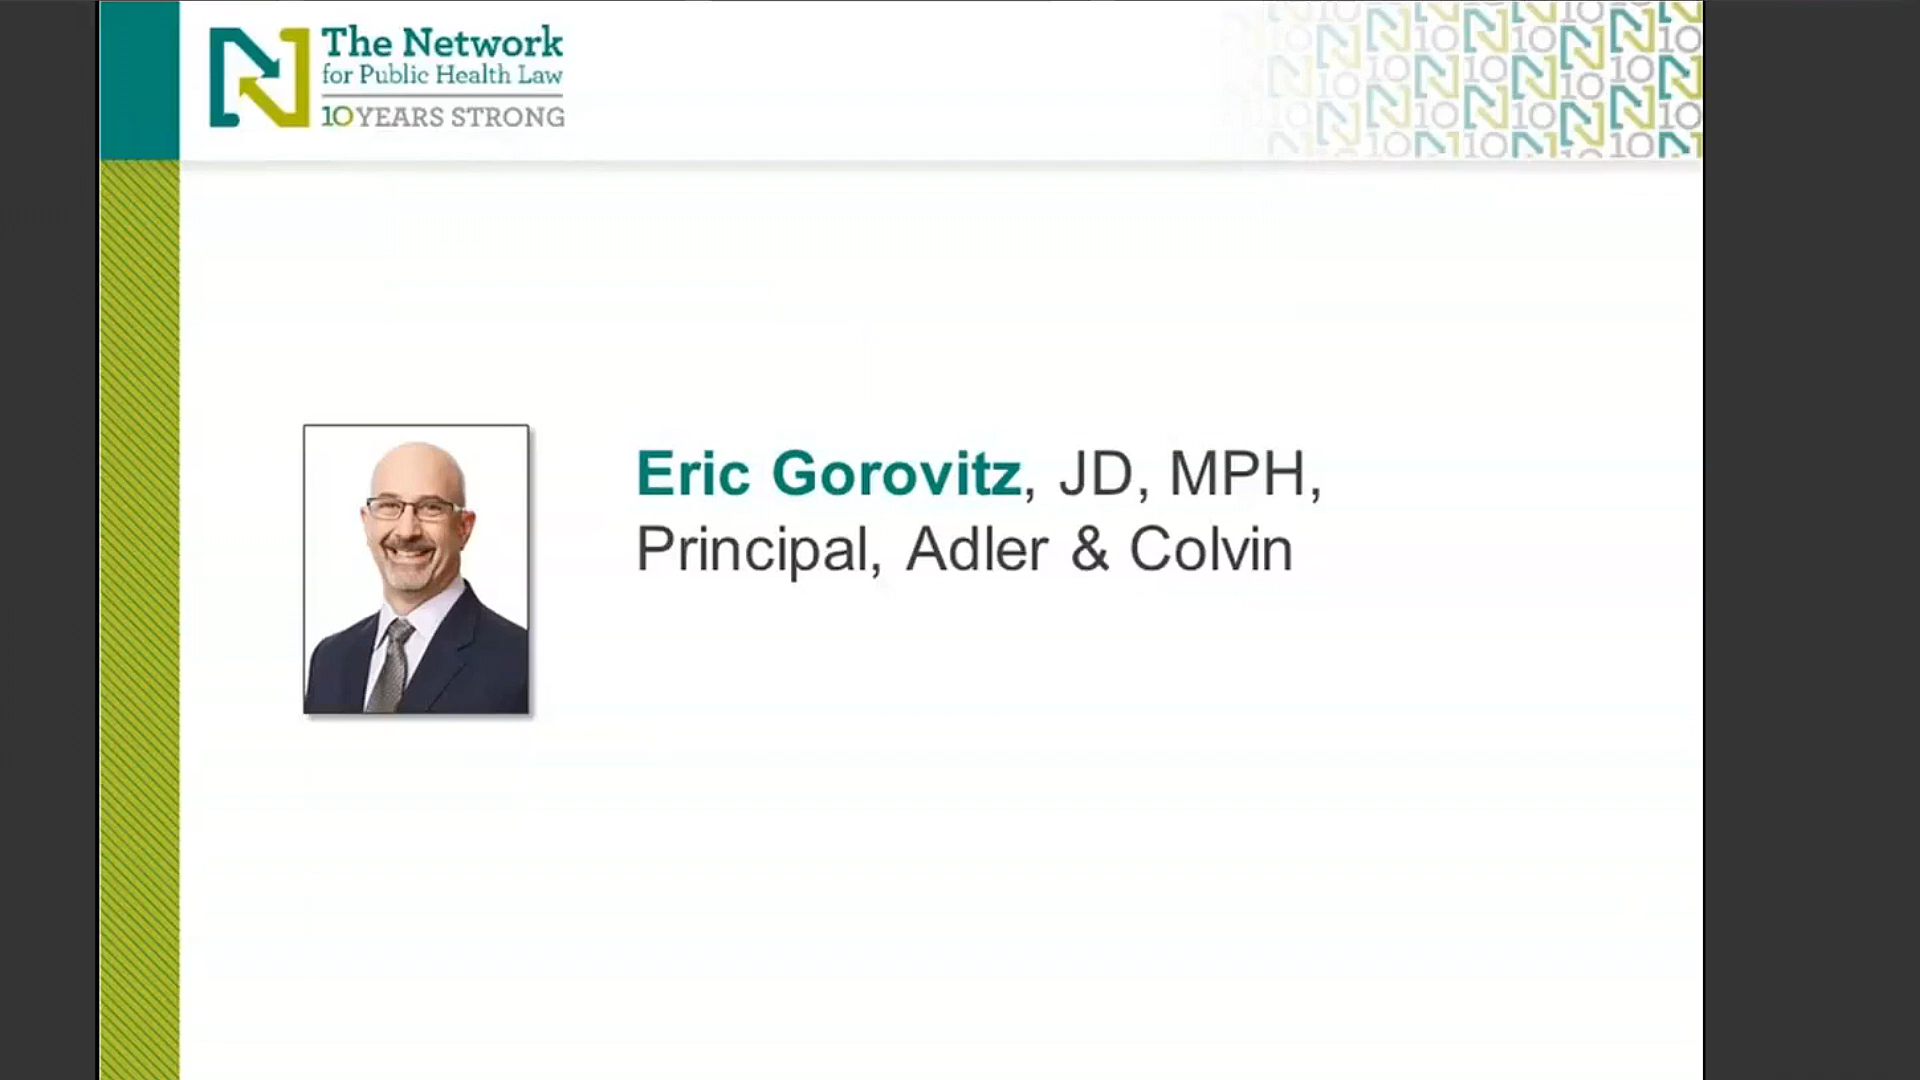 The Network
for Public Health Law
10 YEARS STRONG
Eric Gorovitz, JD, MPH,
Principal, Adler & Colvin